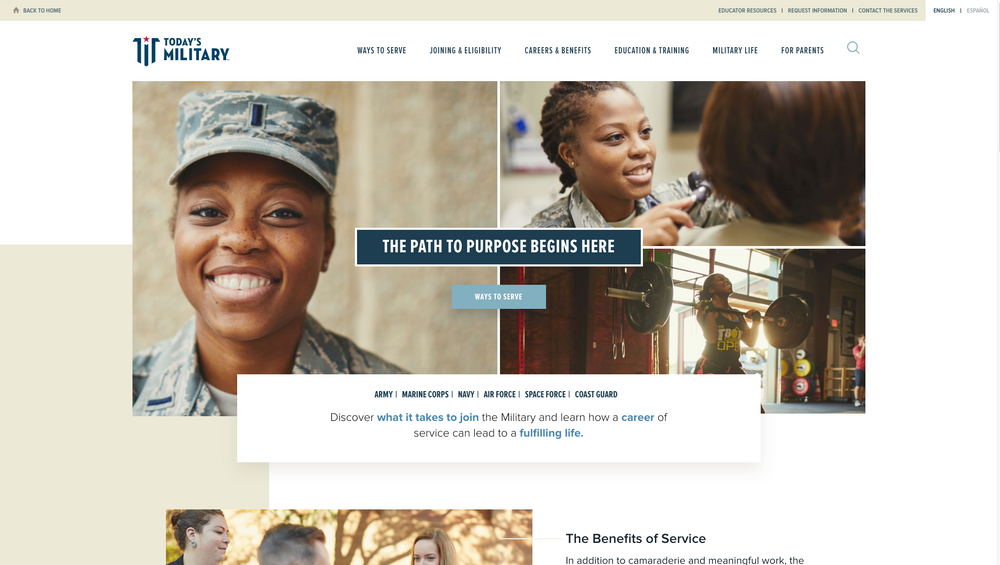 BACK TO HOME
EDUCATOR RESOURCES | REQUEST INFORMATION | CONTACT THE SERVICES
ENGLISH | ESPAÑOL
TODAY'S
MILITARY
WAYS TO SERVE
JOINING & ELIGIBILITY
CAREERS & BENEFITS
EDUCATION & TRAINING
MILITARY LIFE
FOR PARENTS
THE PATH TO PURPOSE BEGINS HERE
WAYS TO SERVE
ARMY | MARINE CORPS | NAVY | AIR FORCE | SPACE FORCE | COAST GUARD
Discover what it takes to join the Military and learn how a career of
service can lead to a fulfilling life.
The Benefits of Service
In addition to camaraderie and meaningful work, the